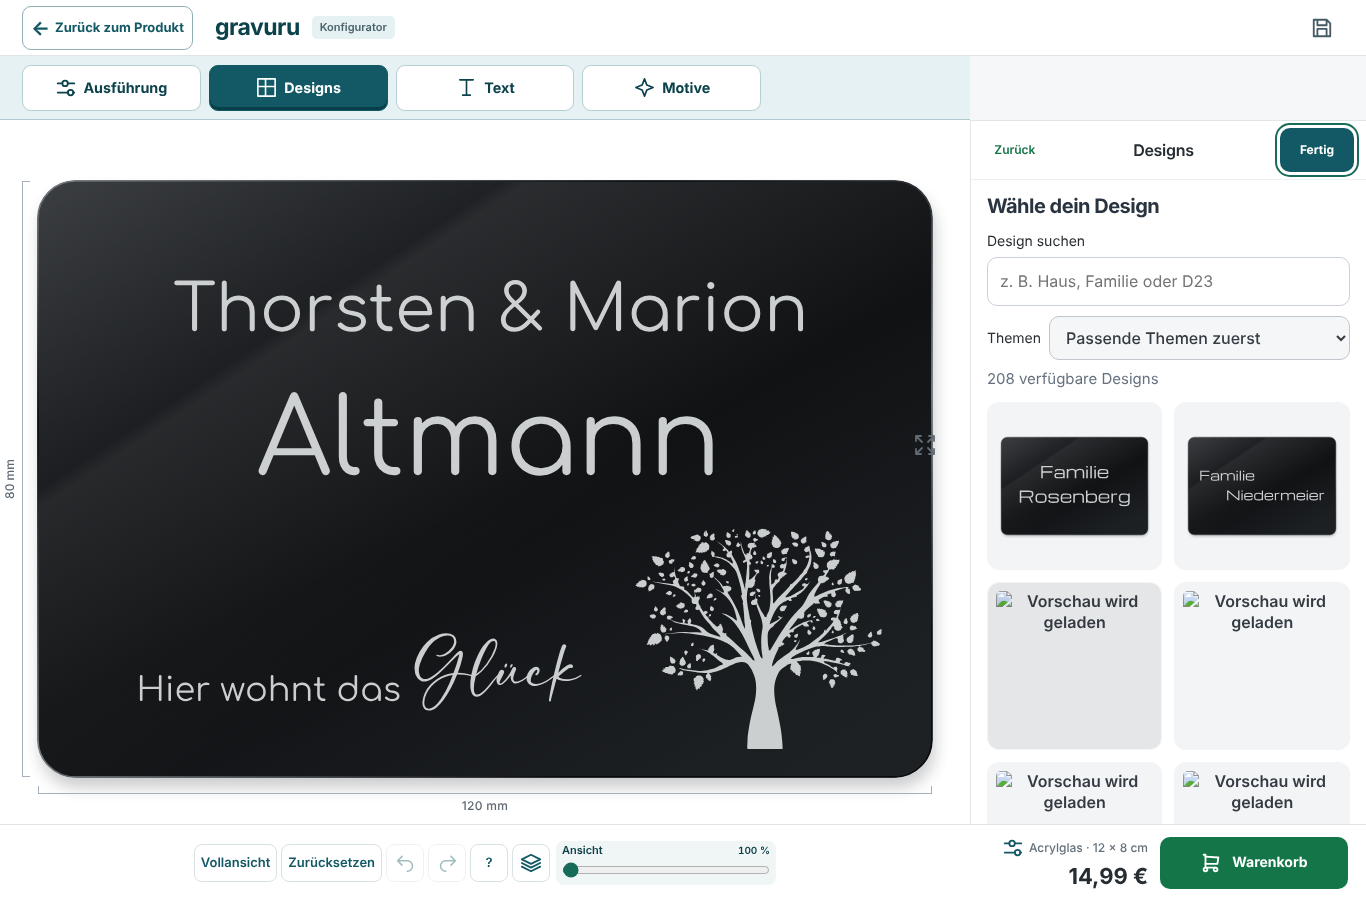 Zurück zum Produkt
gravuru
Konfigurator
Ausführung
Designs
Text
Motive
Zurück
Designs
Fertig
Wähle dein Design
Design suchen
z. B. Haus, Familie oder D23
Themen
Passende Themen zuerst
208 verfügbare Designs
Familie
Rosenberg
Familie
Niedermeier
Vorschau wird
geladen
Vorschau wird
geladen
Vorschau wird
geladen
Vorschau wird
geladen
Thorsten & Marion
Altmann
Hier wohnt das Glück
80 mm
120 mm
Vollansicht
Zurücksetzen
?
Ansicht
100 %
Acrylglas · 12 × 8 cm
14,99 €
Warenkorb